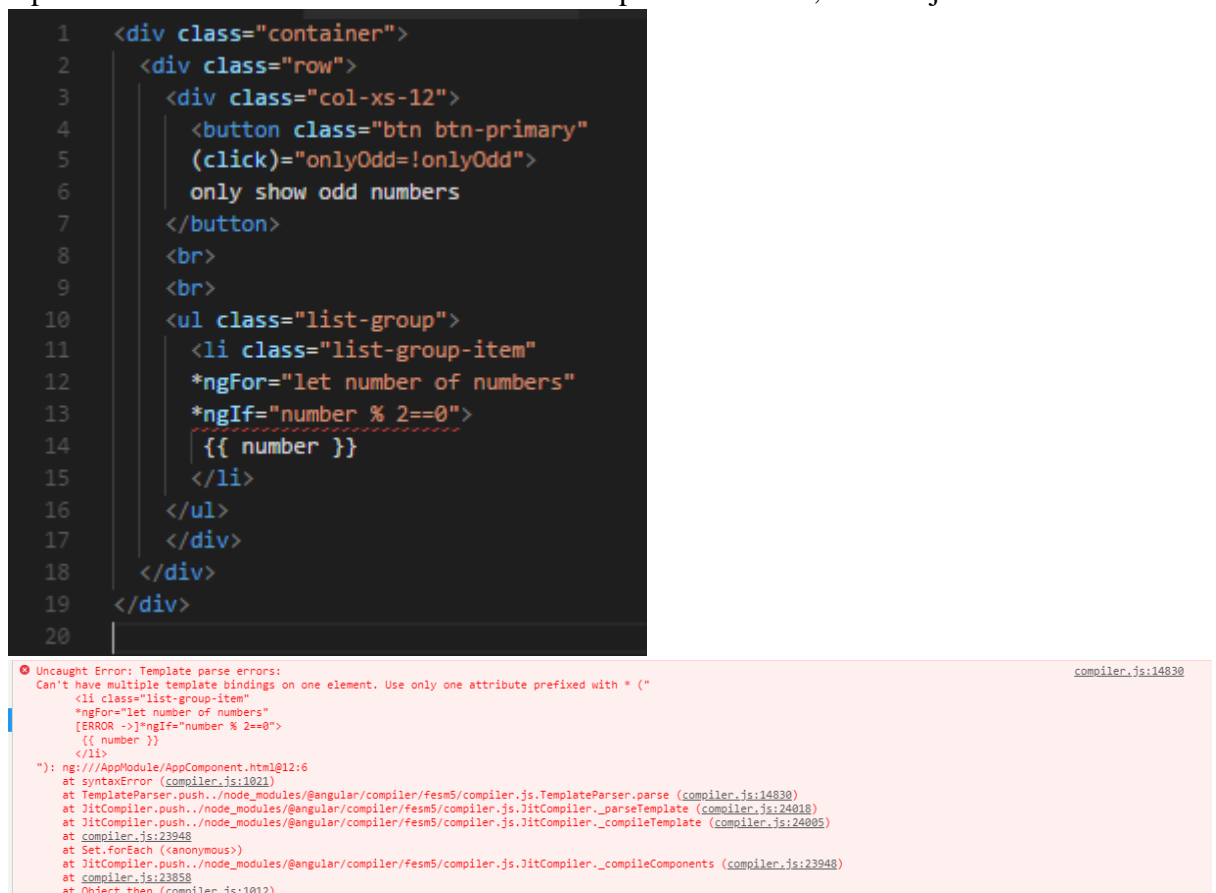 1 <div class="container">
2 <div class="row">
3 <div class="col-xs-12">
4 <button class="btn btn-primary"
5 (click)="onlyOdd=!onlyOdd">
6 only show odd numbers
7 </button>
8 <br>
9 <br>
10 <ul class="list-group">
11 <li class="list-group-item"
12 *ngFor="let number of numbers"
13 *ngIf="number % 2==0">
14 {{ number }}
15 </li>
16 </ul>
17 </div>
18 </div>
19 </div>
20
Uncaught Error: Template parse errors: compiler.js:14830
Can't have multiple template bindings on one element. Use only one attribute prefixed with * ("
<li class="list-group-item"
*ngFor="let number of numbers"
[ERROR ->]*ngIf="number % 2==0">
{{ number }}
</li>
"): ng:///AppModule/AppComponent.html@12:6
at syntaxError (compiler.js:1021)
at TemplateParser.push../node_modules/@angular/compiler/fesm5/compiler.js.TemplateParser.parse (compiler.js:14830)
at JitCompiler.push../node_modules/@angular/compiler/fesm5/compiler.js.JitCompiler._parseTemplate (compiler.js:24018)
at JitCompiler.push../node_modules/@angular/compiler/fesm5/compiler.js.JitCompiler._compileTemplate (compiler.js:24005)
at compiler.js:23948
at Set.forEach (<anonymous>)
at JitCompiler.push../node_modules/@angular/compiler/fesm5/compiler.js.JitCompiler._compileComponents (compiler.js:23948)
at compiler.js:23858
at Object.then (compiler.js:1012)